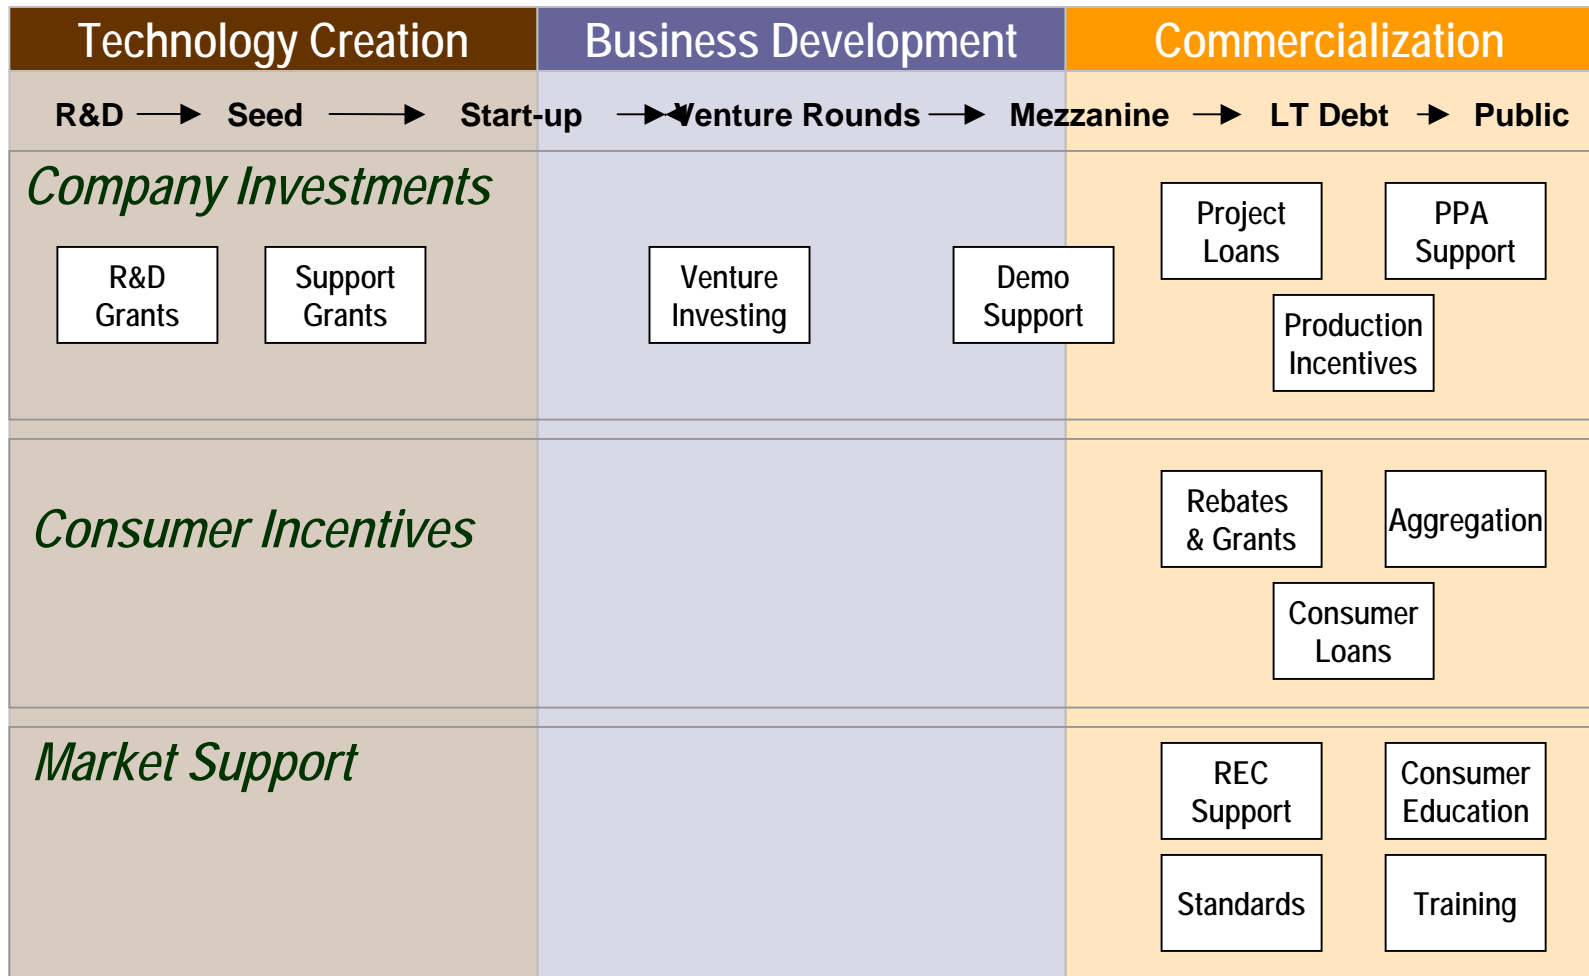 Technology Creation
Business Development
Commercialization
R&D Seed Start-up Venture Rounds Mezzanine LT Debt Public
Company Investments
R&D
Grants
Support
Grants
Venture
Investing
Demo
Support
Project
Loans
PPA
Support
Production
Incentives
Consumer Incentives
Rebates
& Grants
Aggregation
Consumer
Loans
Market Support
REC
Support
Consumer
Education
Standards
Training